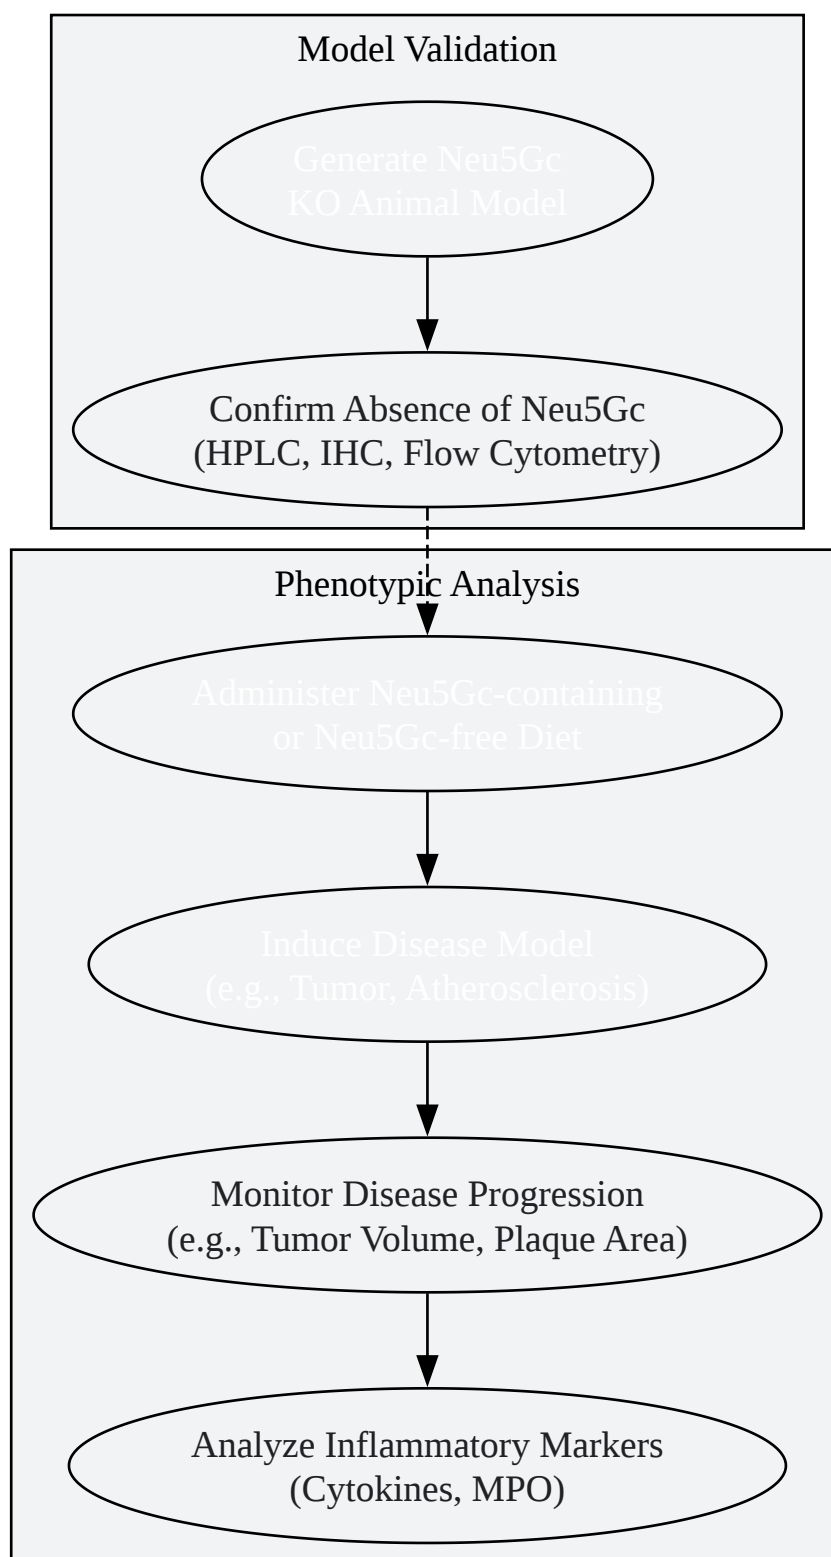 Model Validation
Generate Neu5Gc
KO Animal Model
Confirm Absence of Neu5Gc
(HPLC, IHC, Flow Cytometry)
Phenotypic Analysis
Administer Neu5Gc-containing
or Neu5Gc-free Diet
Induce Disease Model
(e.g., Tumor, Atherosclerosis)
Monitor Disease Progression
(e.g., Tumor Volume, Plaque Area)
Analyze Inflammatory Markers
(Cytokines, MPO)